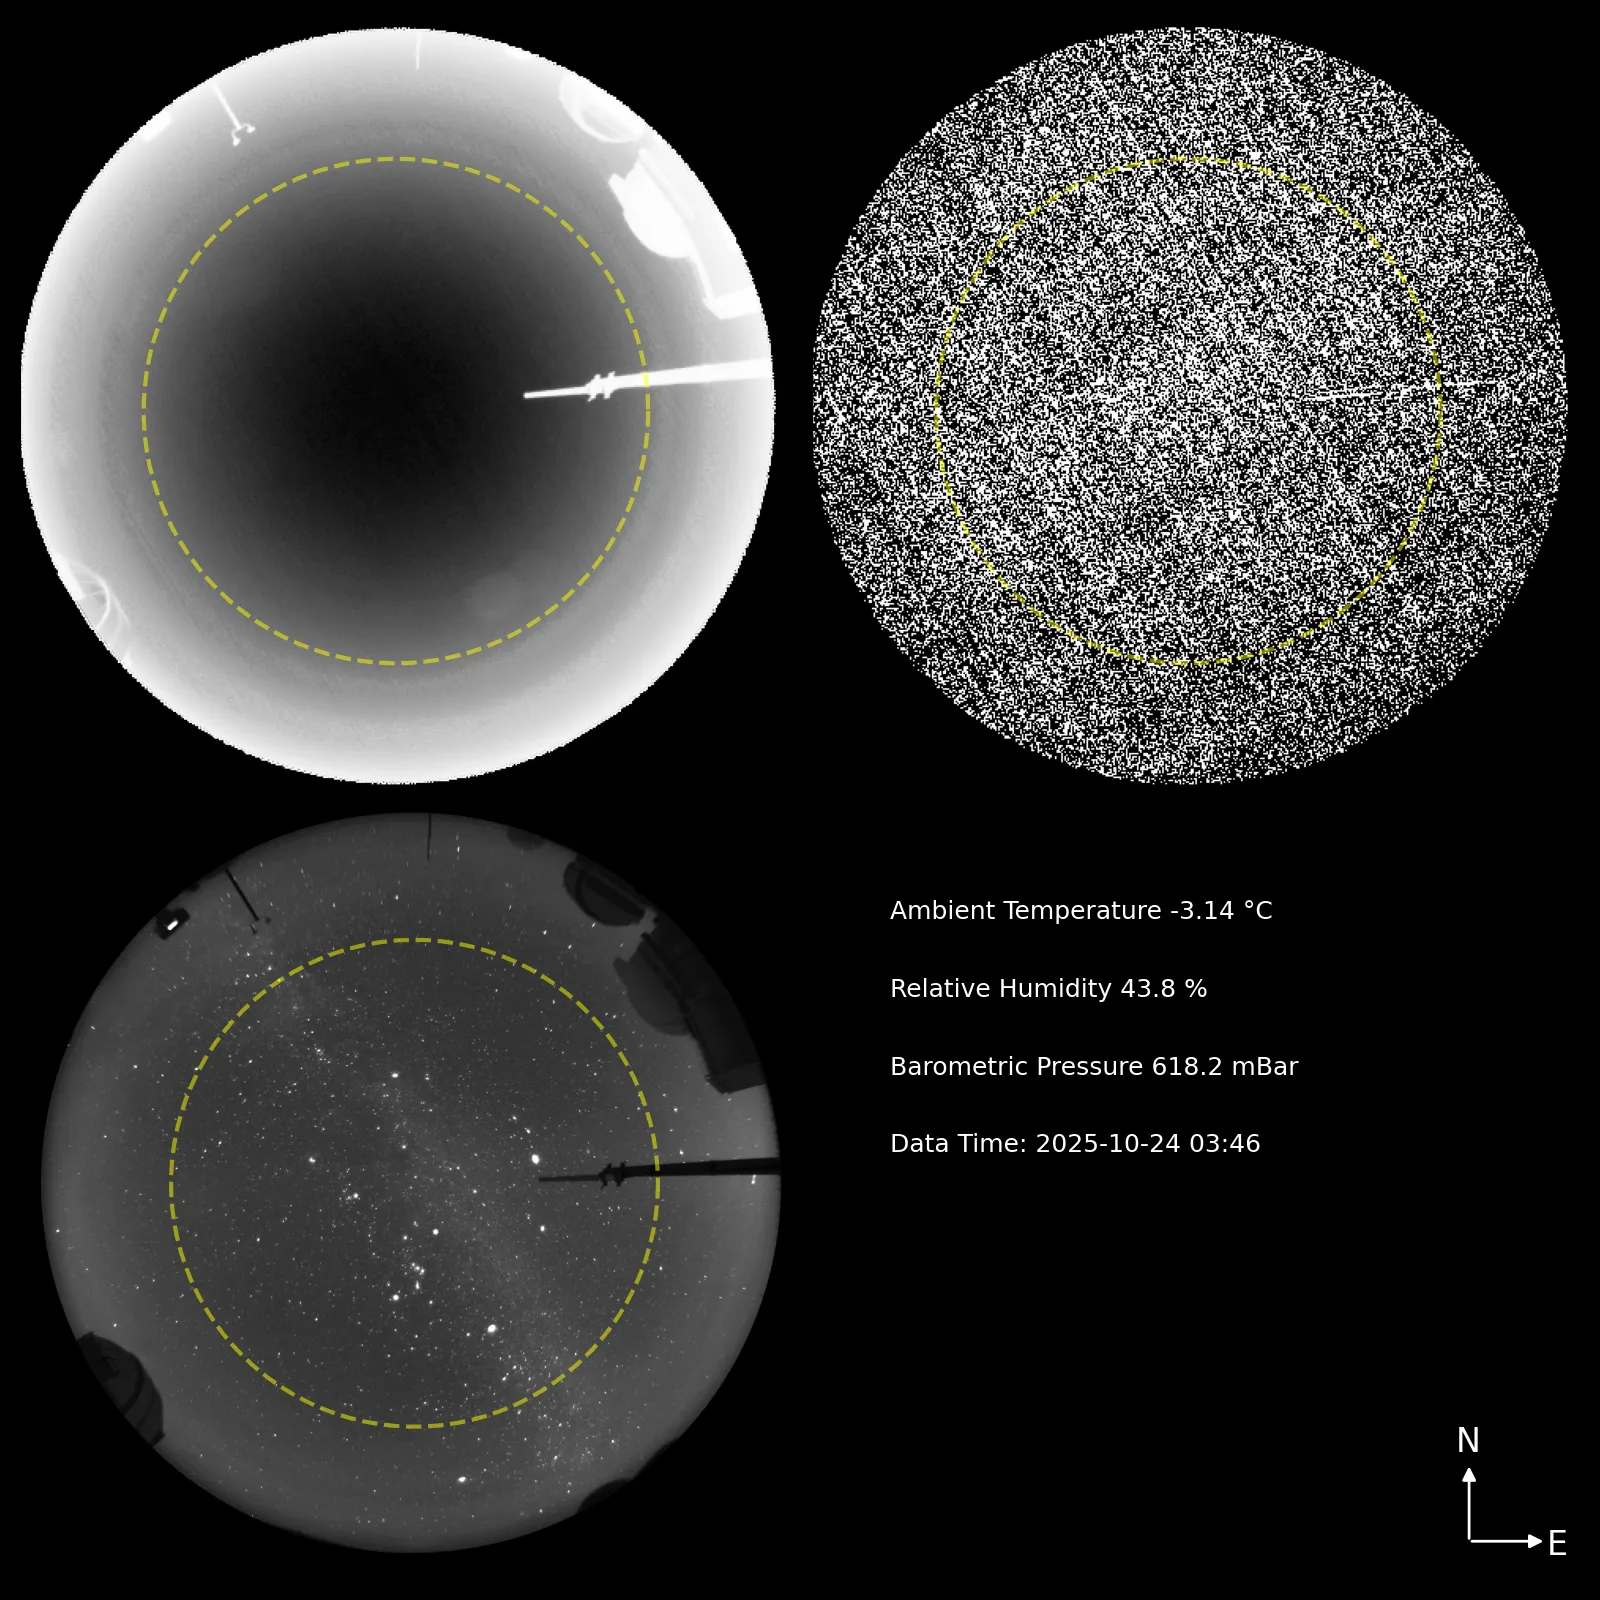 Ambient Temperature -3.14 °C
Relative Humidity 43.8 %
Barometric Pressure 618.2 mBar
Data Time: 2025-10-24 03:46
N
E